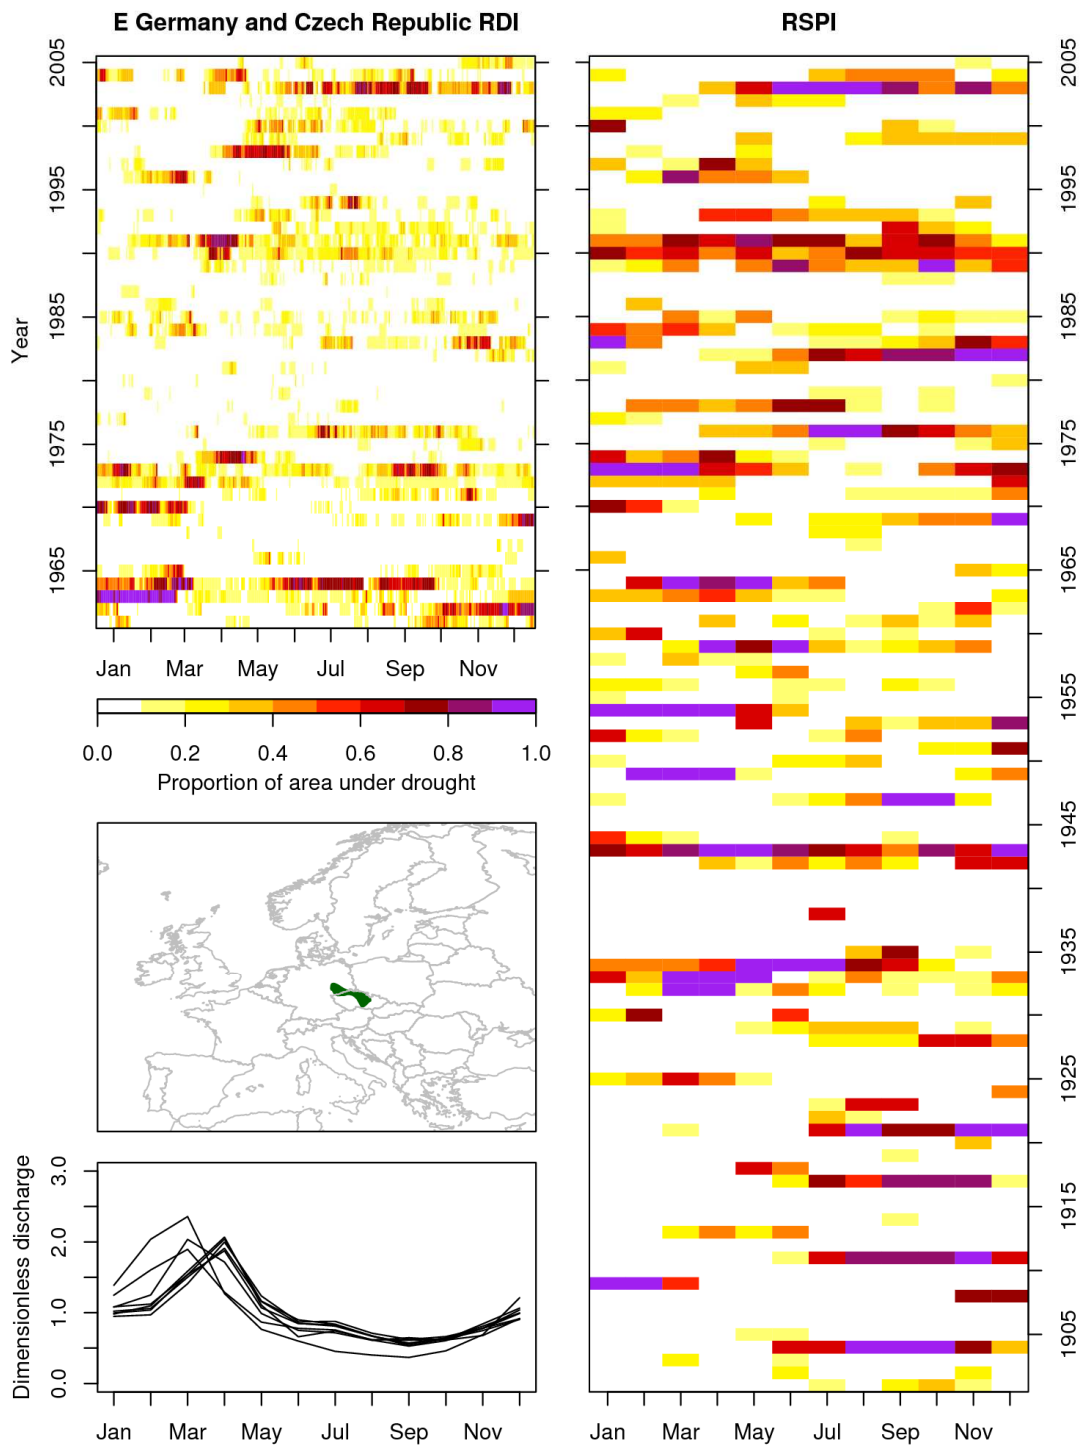 E Germany and Czech Republic RDI
RSPI
Year
2005
1995
1985
1975
1965
Jan Mar May Jul Sep Nov
0.0 0.2 0.4 0.6 0.8 1.0
Proportion of area under drought
Dimensionless discharge
3.0
2.0
1.0
0.0
Jan Mar May Jul Sep Nov
2005
1995
1985
1975
1965
1955
1945
1935
1925
1915
1905
Jan Mar May Jul Sep Nov